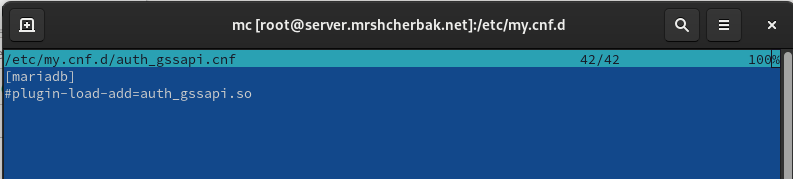 mc [root@server.mrshcherbak.net]:/etc/my.cnf.d
/etc/my.cnf.d/auth_gssapi.cnf 42/42 100%
[mariadb]
#plugin-load-add=auth_gssapi.so